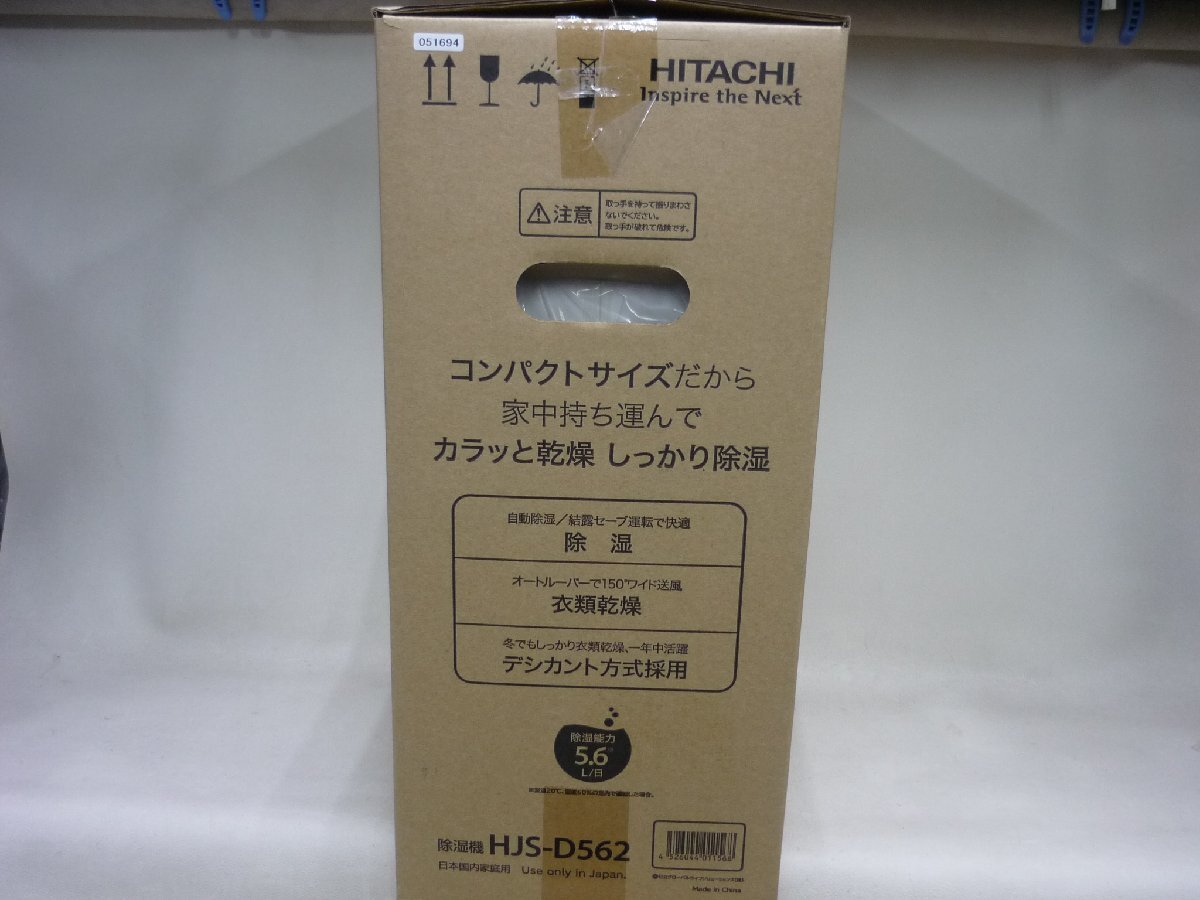 051694
HITACHI
Inspire the Next
注意
取っ手を持って振りまわさ
ないでください。
取っ手が破れて危険です。
コンパクトサイズだから
家中持ち運んで
カラッと乾燥 しっかり除湿
自動除湿／結露セーブ運転で快適
除 湿
オートルーバーで150°ワイド送風
衣類乾燥
冬でもしっかり衣類乾燥、一年中活躍
デシカント方式採用
除湿能力
5.6※
L/日
除湿機 HJS-D562
日本国内家庭用 Use only in Japan.
Made in China